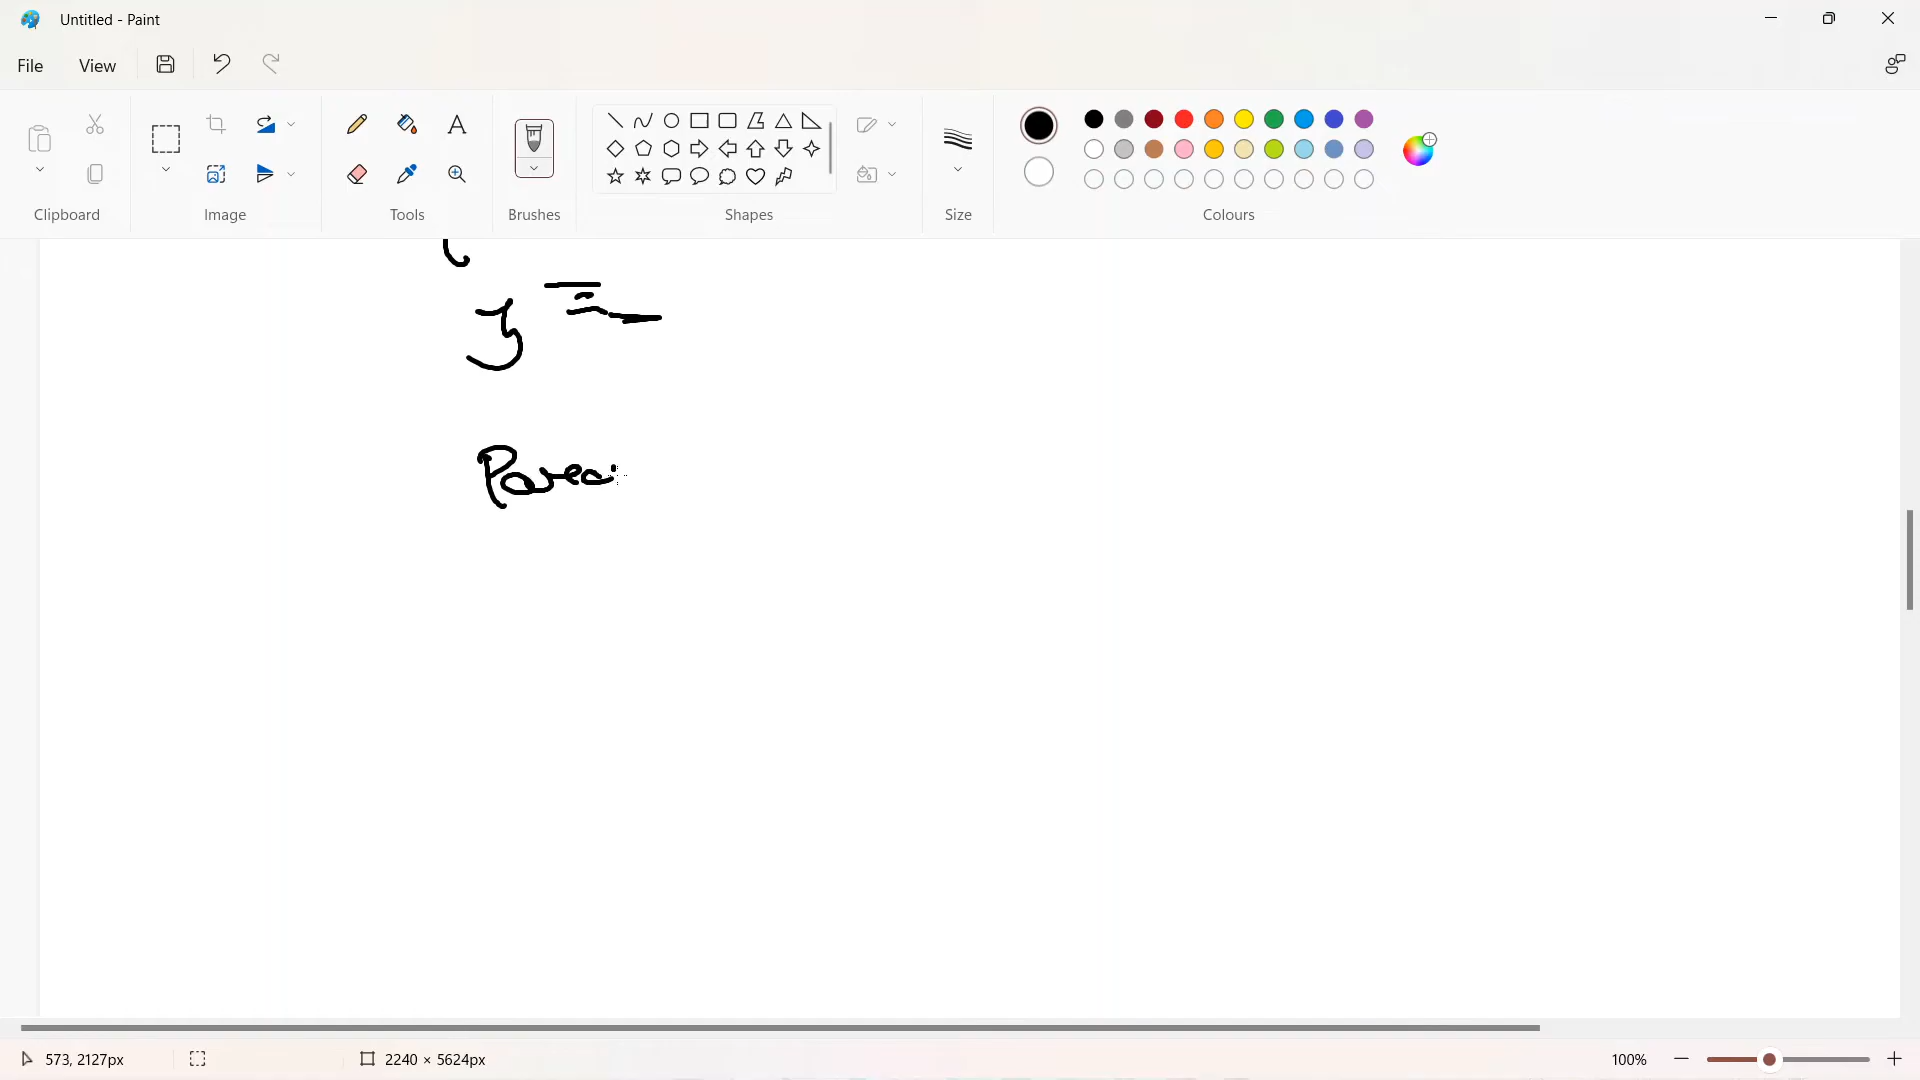 Untitled - Paint
File View
Clipboard Image Tools Brushes Shapes Size Colours
573, 2127px 2240 × 5624px 100%